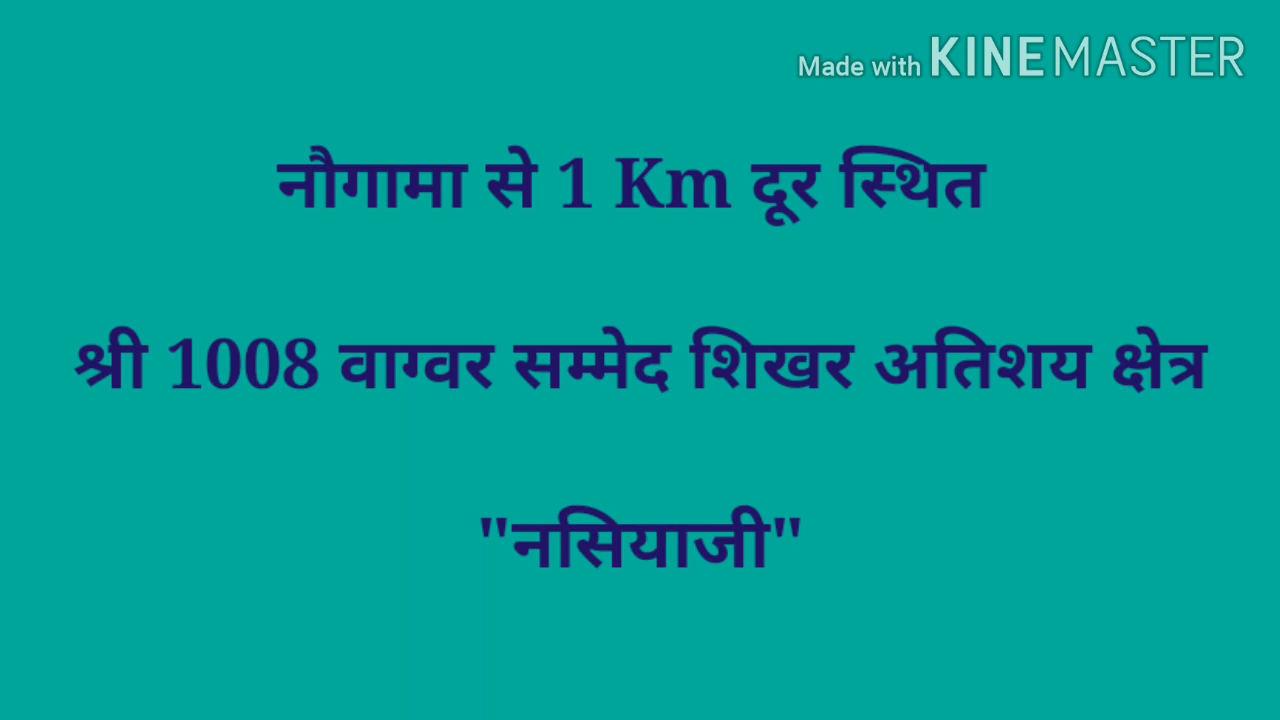 Made with KINEMASTER
नौगामा से 1 Km दूर स्थित
श्री 1008 वाग्वर सम्मेद शिखर अतिशय क्षेत्र
"नसियाजी"